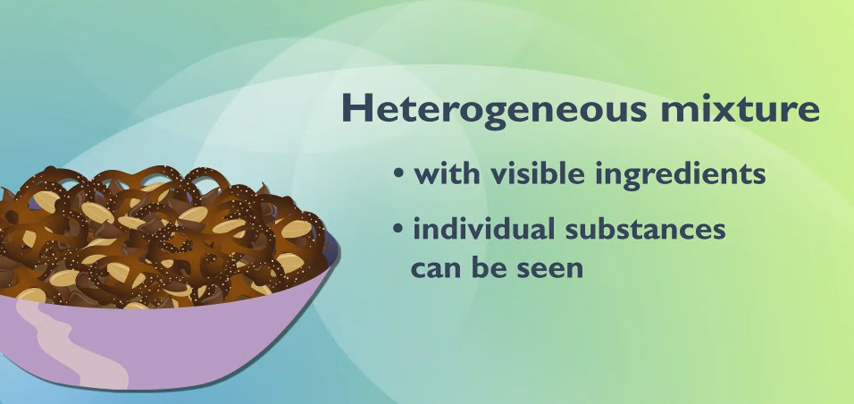 Heterogeneous mixture
• with visible ingredients
• individual substances
can be seen